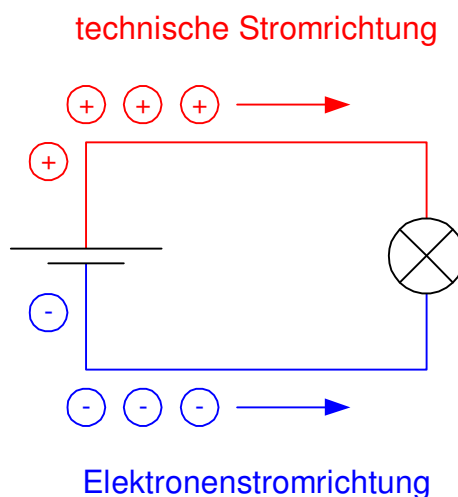 technische Stromrichtung
+ + +
+
-
- - -
Elektronenstromrichtung